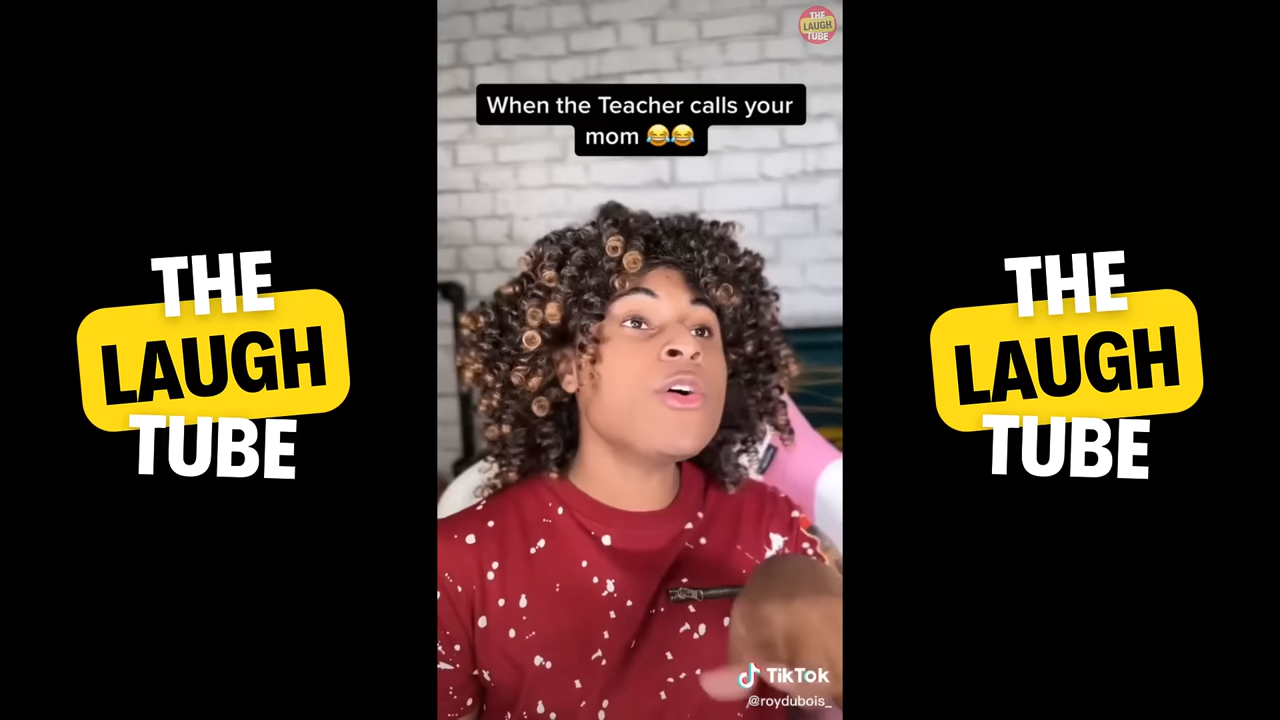 THE
LAUGH
TUBE
THE
LAUGH
TUBE
When the Teacher calls your
mom 😂😂
TikTok
@roydubois_
THE
LAUGH
TUBE